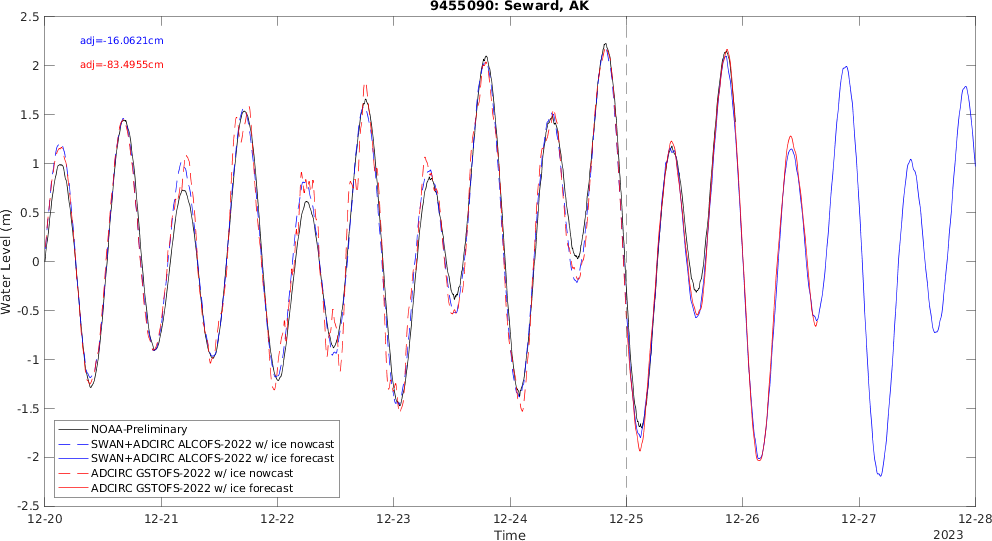 9455090: Seward, AK
adj=-16.0621cm
adj=-83.4955cm
2.5
2
1.5
1
0.5
0
-0.5
-1
-1.5
-2
-2.5
Water Level (m)
NOAA-Preliminary
SWAN+ADCIRC ALCOFS-2022 w/ ice nowcast
SWAN+ADCIRC ALCOFS-2022 w/ ice forecast
ADCIRC GSTOFS-2022 w/ ice nowcast
ADCIRC GSTOFS-2022 w/ ice forecast
12-20 12-21 12-22 12-23 12-24 12-25 12-26 12-27 12-28
Time
2023